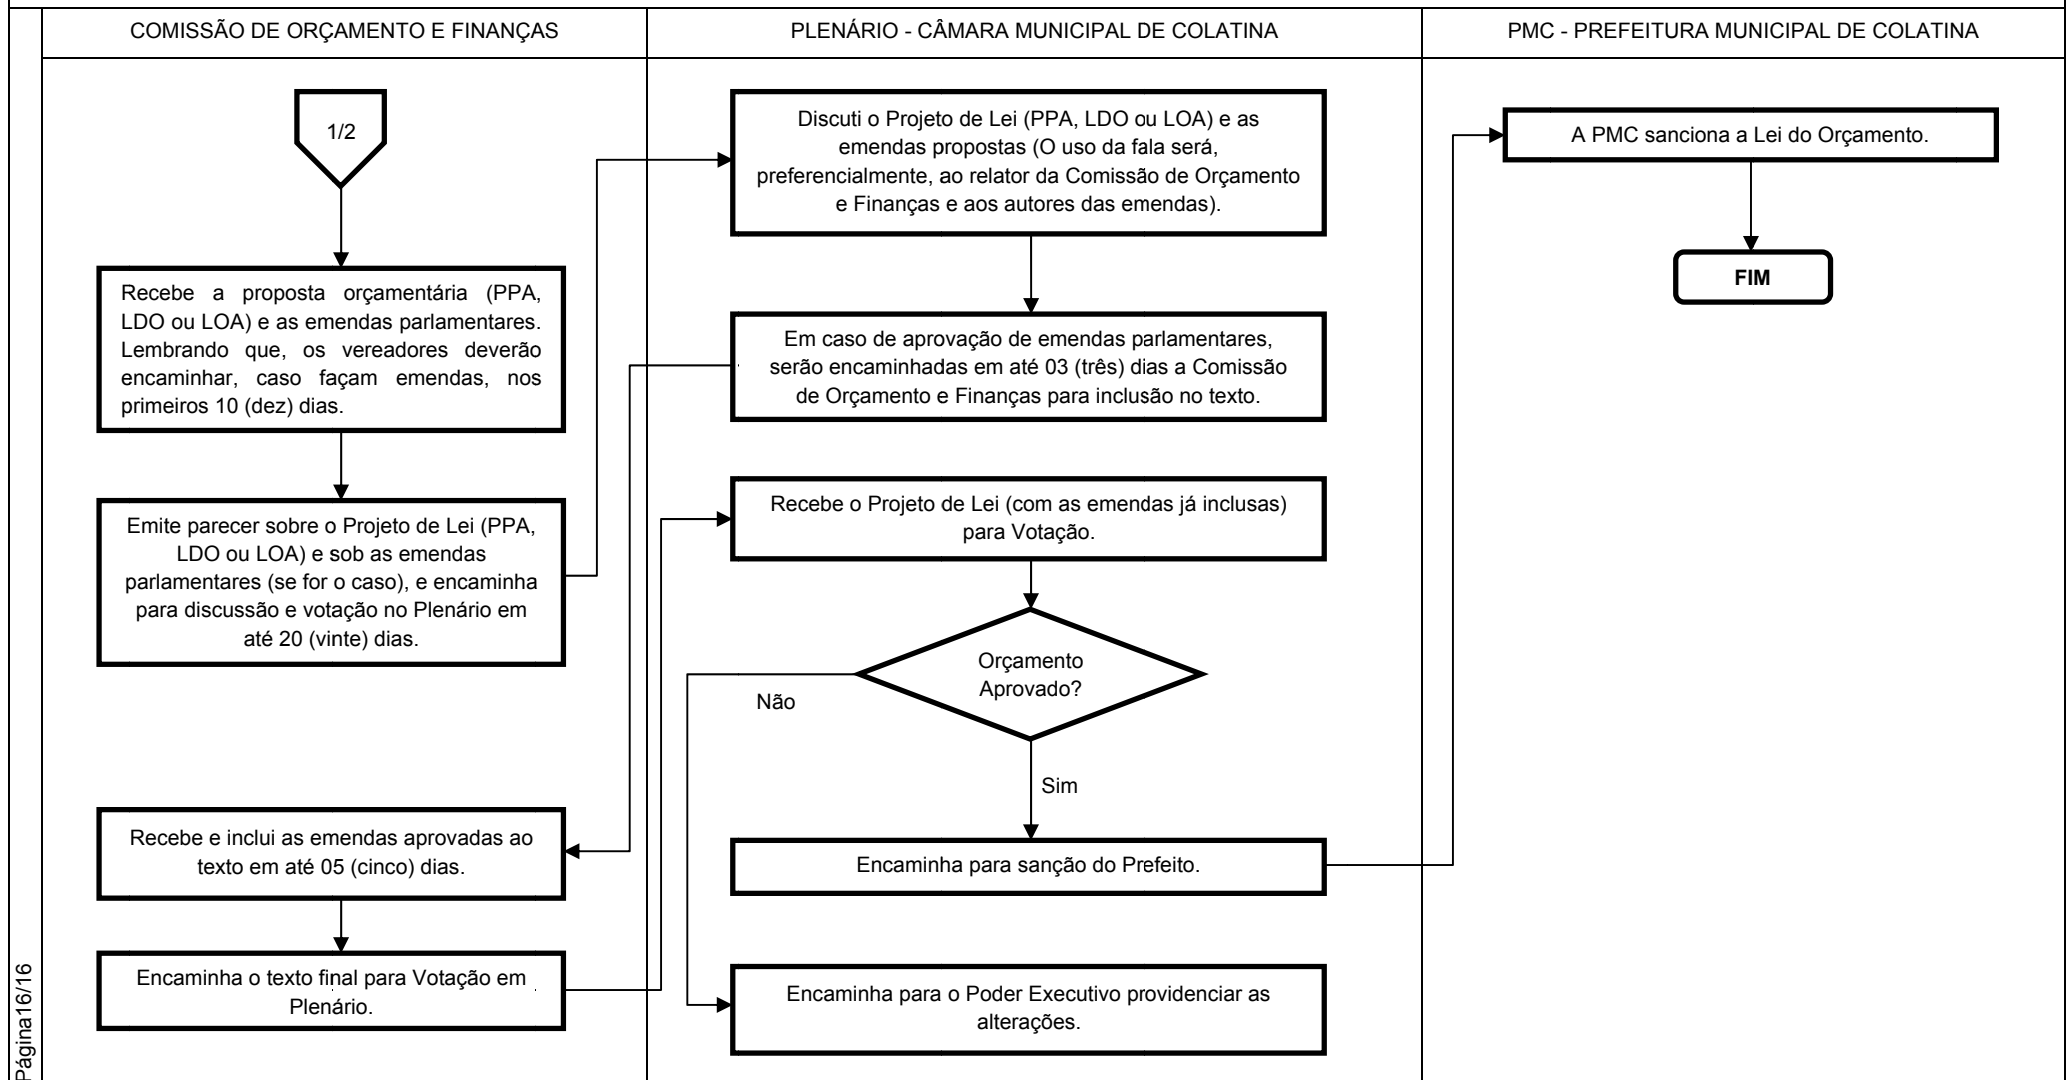 COMISSÃO DE ORÇAMENTO E FINANÇAS
PLENÁRIO - CÂMARA MUNICIPAL DE COLATINA
PMC - PREFEITURA MUNICIPAL DE COLATINA
1/2
Recebe a proposta orçamentária (PPA,
LDO ou LOA) e as emendas parlamentares.
Lembrando que, os vereadores deverão
encaminhar, caso façam emendas, nos
primeiros 10 (dez) dias.
Emite parecer sobre o Projeto de Lei (PPA,
LDO ou LOA) e sob as emendas
parlamentares (se for o caso), e encaminha
para discussão e votação no Plenário em
até 20 (vinte) dias.
Discuti o Projeto de Lei (PPA, LDO ou LOA) e as
emendas propostas (O uso da fala será,
preferencialmente, ao relator da Comissão de Orçamento
e Finanças e aos autores das emendas).
Em caso de aprovação de emendas parlamentares,
serão encaminhadas em até 03 (três) dias a Comissão
de Orçamento e Finanças para inclusão no texto.
Recebe e inclui as emendas aprovadas ao
texto em até 05 (cinco) dias.
Encaminha o texto final para Votação em
Plenário.
Recebe o Projeto de Lei (com as emendas já inclusas)
para Votação.
Orçamento
Aprovado?
Não
Sim
Encaminha para sanção do Prefeito.
Encaminha para o Poder Executivo providenciar as
alterações.
A PMC sanciona a Lei do Orçamento.
FIM
Página16/16